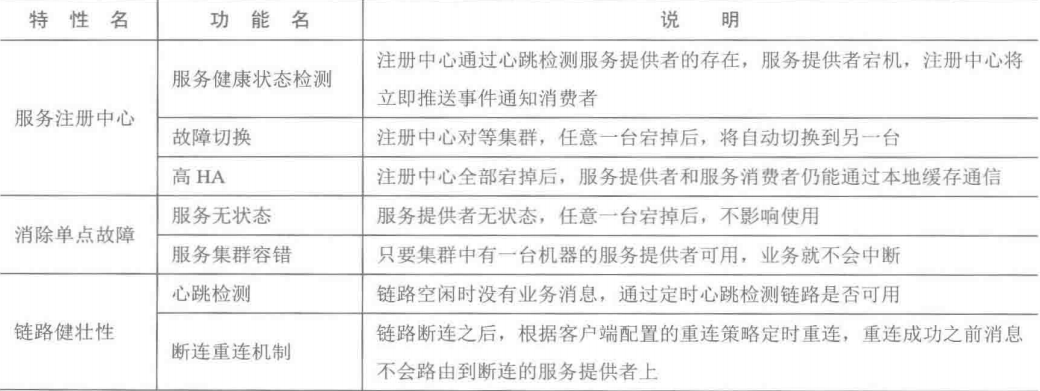 特 性 名 功 能 名 说 明
服务注册中心 服务健康状态检测 注册中心通过心跳检测服务提供者的存在，服务提供者宕机，注册中心将
立即推送事件通知消费者
故障切换 注册中心对等集群，任意一台宕掉后，将自动切换到另一台
高 HA 注册中心全部宕掉后，服务提供者和服务消费者仍能通过本地缓存通信
消除单点故障 服务无状态 服务提供者无状态，任意一台宕掉后，不影响使用
服务集群容错 只要集群中有一台机器的服务提供者可用，业务就不会中断
链路健壮性 心跳检测 链路空闲时没有业务消息，通过定时心跳检测链路是否可用
断连重连机制 链路断连之后，根据客户端配置的重连策略定时重连，重连成功之前消息
不会路由到断连的服务提供者上